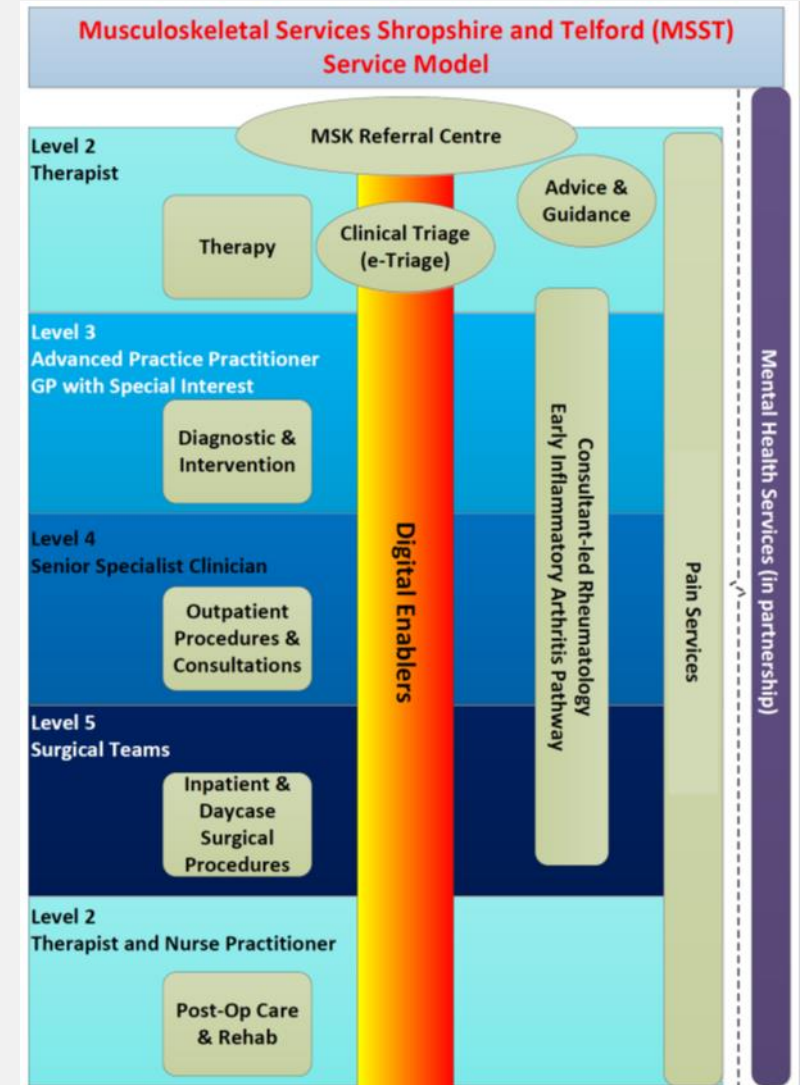 Musculoskeletal Services Shropshire and Telford (MSST)
Service Model
MSK Referral Centre
Level 2
Therapist
Advice &
Guidance
Therapy
Clinical Triage
(e-Triage)
Level 3
Advanced Practice Practitioner
GP with Special Interest
Diagnostic &
Intervention
Level 4
Senior Specialist Clinician
Outpatient
Procedures &
Consultations
Level 5
Surgical Teams
Inpatient &
Daycase
Surgical
Procedures
Level 2
Therapist and Nurse Practitioner
Post-Op Care
& Rehab
Digital Enablers
Consultant-led Rheumatology
Early Inflammatory Arthritis Pathway
Pain Services
Mental Health Services (in partnership)